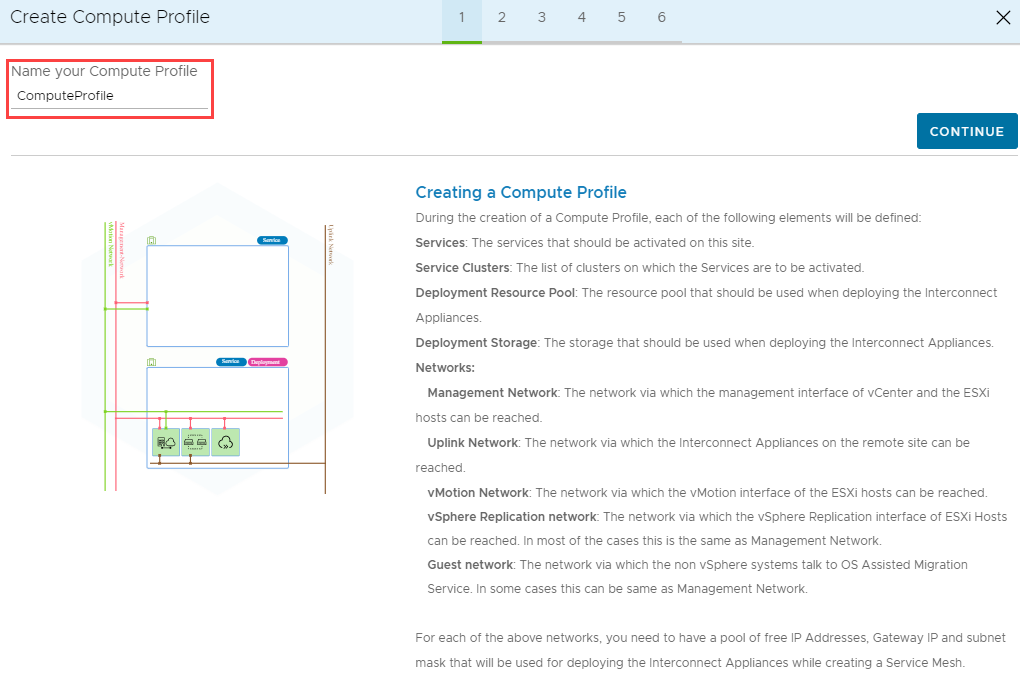 Create Compute Profile
1 2 3 4 5 6
Name your Compute Profile
ComputeProfile
CONTINUE
vMotion Network
Management Network
Service
Uplink Network
Service Deployment
Creating a Compute Profile
During the creation of a Compute Profile, each of the following elements will be defined:
Services: The services that should be activated on this site.
Service Clusters: The list of clusters on which the Services are to be activated.
Deployment Resource Pool: The resource pool that should be used when deploying the Interconnect
Appliances.
Deployment Storage: The storage that should be used when deploying the Interconnect Appliances.
Networks:
Management Network: The network via which the management interface of vCenter and the ESXi
hosts can be reached.
Uplink Network: The network via which the Interconnect Appliances on the remote site can be
reached.
vMotion Network: The network via which the vMotion interface of the ESXi hosts can be reached.
vSphere Replication network: The network via which the vSphere Replication interface of ESXi Hosts
can be reached. In most of the cases this is the same as Management Network.
Guest network: The network via which the non vSphere systems talk to OS Assisted Migration
Service. In some cases this can be same as Management Network.
For each of the above networks, you need to have a pool of free IP Addresses, Gateway IP and subnet
mask that will be used for deploying the Interconnect Appliances while creating a Service Mesh.